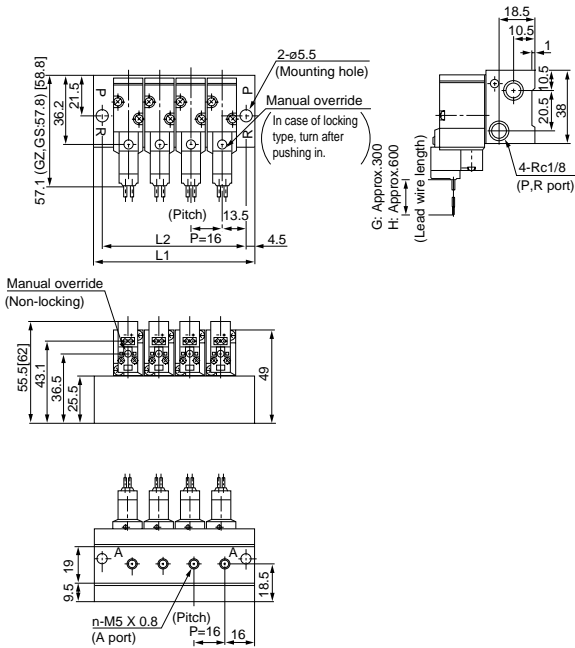 2-ø5.5
(Mounting hole)
Manual override
In case of locking
type, turn after
pushing in.
57.1 (GZ, GS:57.8) [58.8]
36.2
21.5
P
R
P
R
(Pitch)
13.5
P=16
L2
4.5
L1
18.5
10.5
1
10.5
20.5
38
4-Rc1/8
(P,R port)
G: Approx.300
H: Approx.600
(Lead wire length)
Manual override
(Non-locking)
55.5[62]
43.1
36.5
25.5
49
A
A
19
9.5
18.5
n-M5 X 0.8
(A port)
(Pitch)
P=16
16